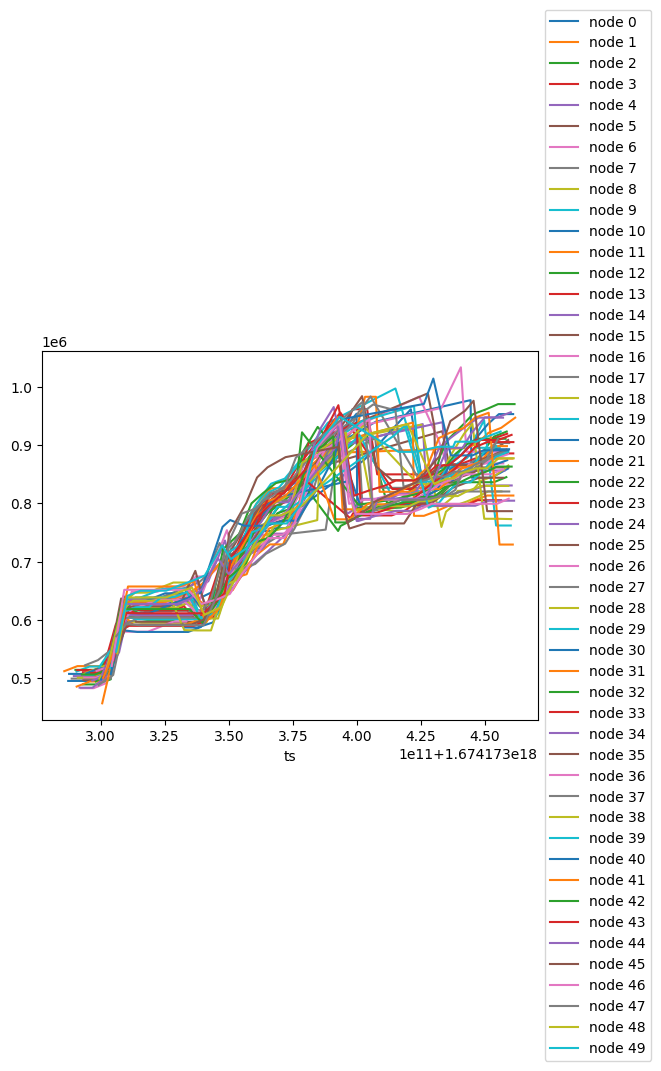 1e6
1.0
0.9
0.8
0.7
0.6
0.5
3.00 3.25 3.50 3.75 4.00 4.25 4.50
ts
1e11+1.674173e18
node 0
node 1
node 2
node 3
node 4
node 5
node 6
node 7
node 8
node 9
node 10
node 11
node 12
node 13
node 14
node 15
node 16
node 17
node 18
node 19
node 20
node 21
node 22
node 23
node 24
node 25
node 26
node 27
node 28
node 29
node 30
node 31
node 32
node 33
node 34
node 35
node 36
node 37
node 38
node 39
node 40
node 41
node 42
node 43
node 44
node 45
node 46
node 47
node 48
node 49